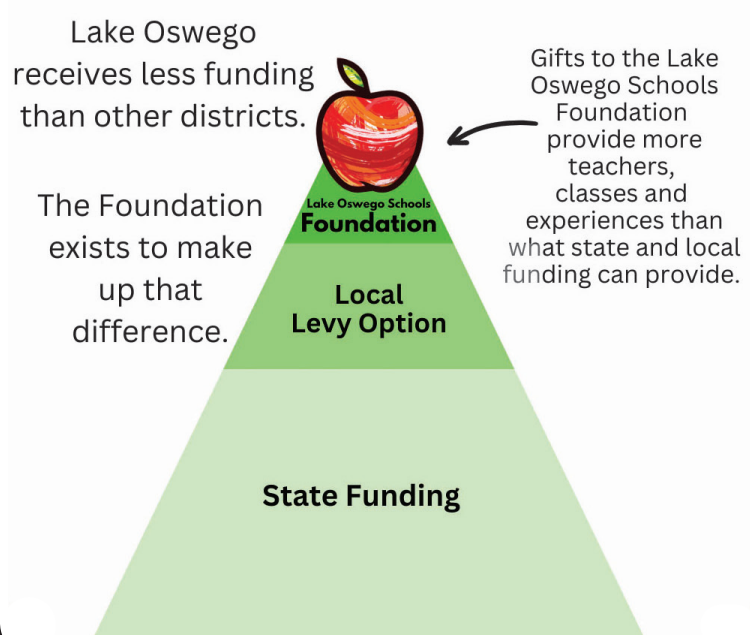 Lake Oswego
receives less funding
than other districts.
The Foundation
exists to make
up that
difference.
Gifts to the Lake
Oswego Schools
Foundation
provide more
teachers,
classes and
experiences than
what state and local
funding can provide.
Lake Oswego Schools
Foundation
Local
Levy Option
State Funding